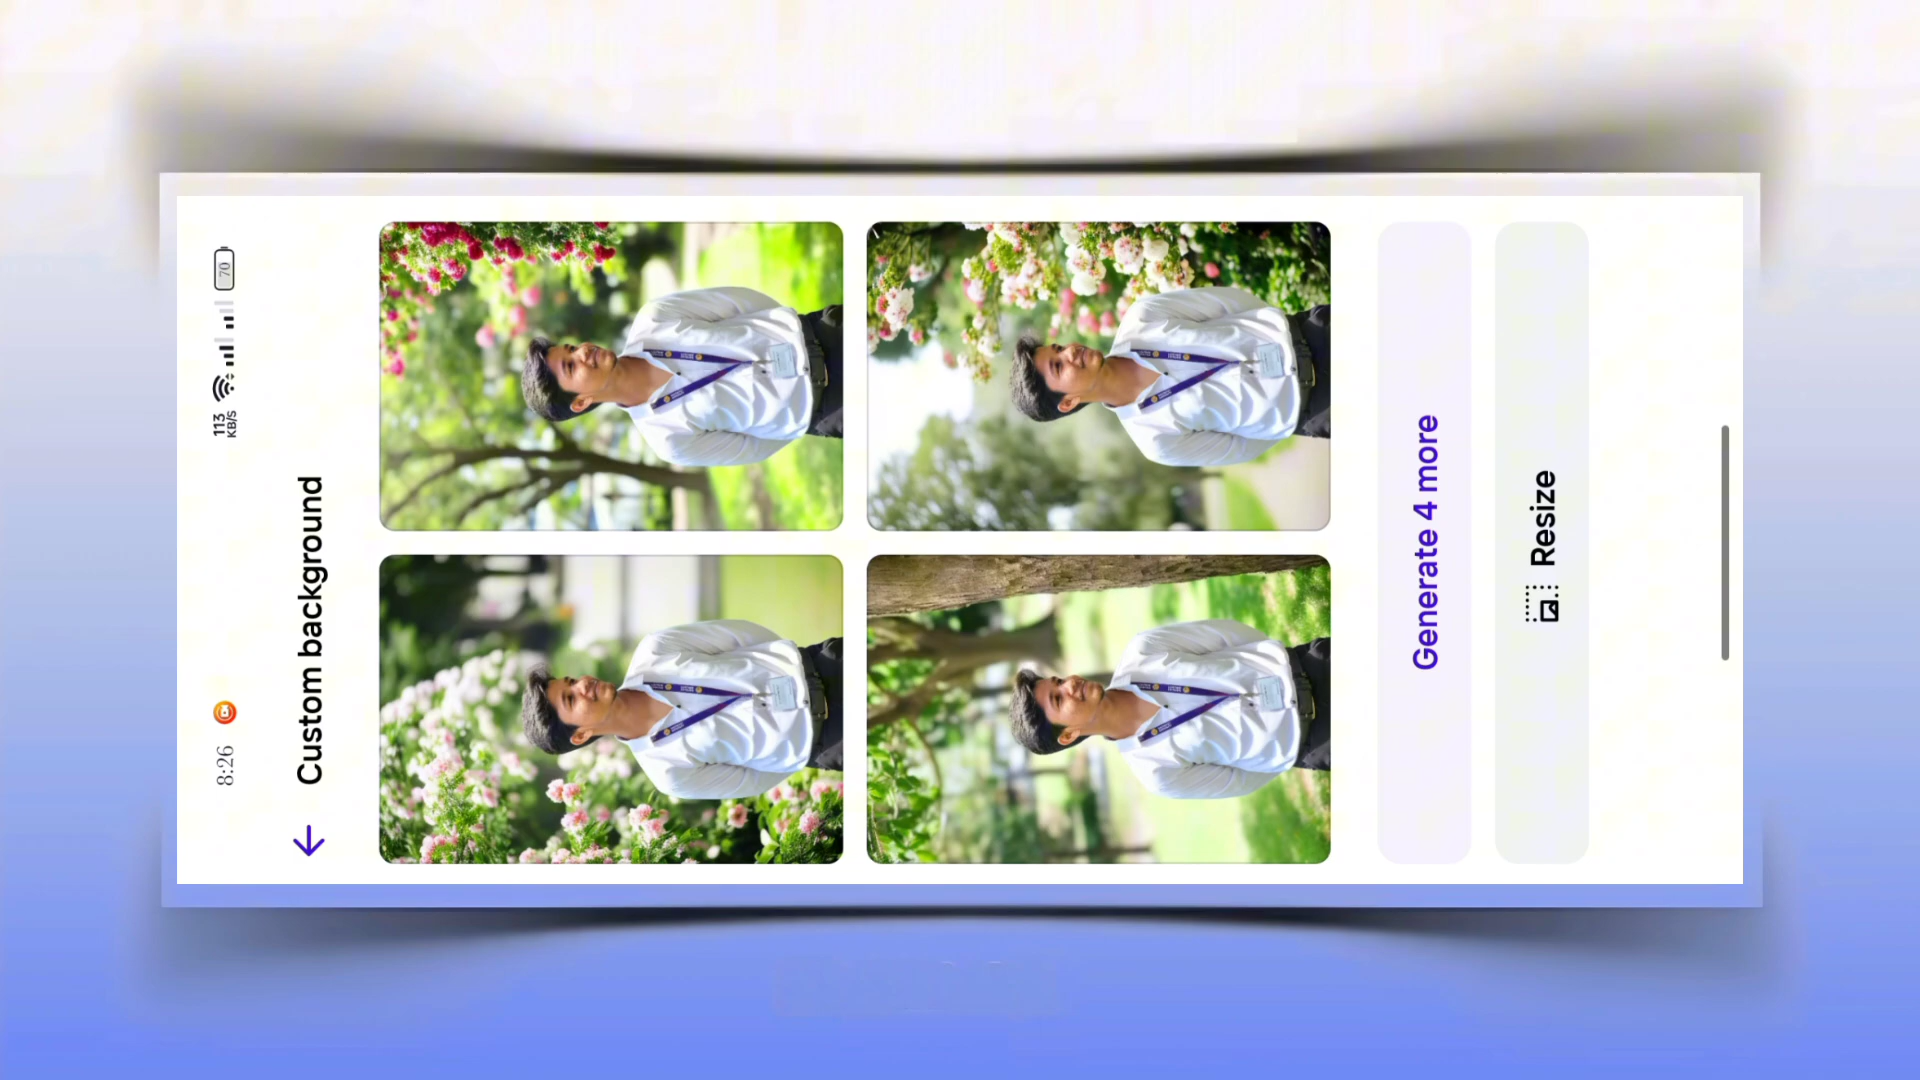 8:26
113
KB/s
70
Custom background
Generate 4 more
Resize